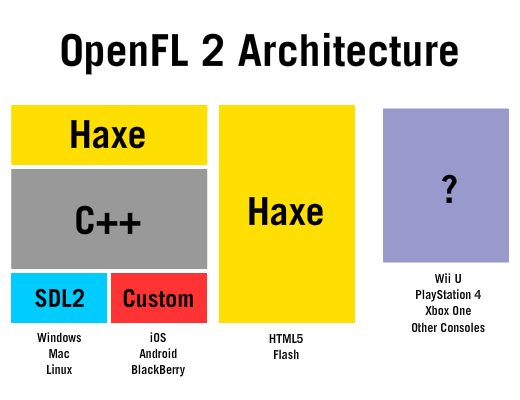 OpenFL 2 Architecture
Haxe
C++
SDL2
Custom
Windows
Mac
Linux
iOS
Android
BlackBerry
Haxe
HTML5
Flash
?
Wii U
PlayStation 4
Xbox One
Other Consoles